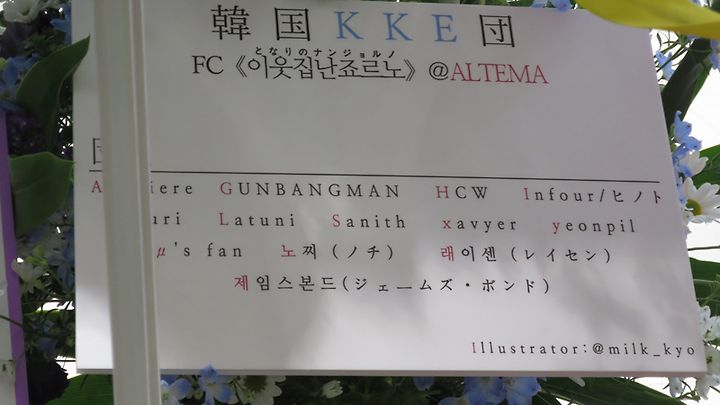 韓国KKE団
となりのナンジョルノ
FC《이웃집난죠르노》@ALTEMA
GUNBANGMAN HCW Infour/ヒノト
Latuni Sanith xavyer yeonpil
μ's fan 노찌(ノチ) 래이센(レイセン)
제임스본드(ジェームズ・ボンド)
Illustrator:@milk_kyo